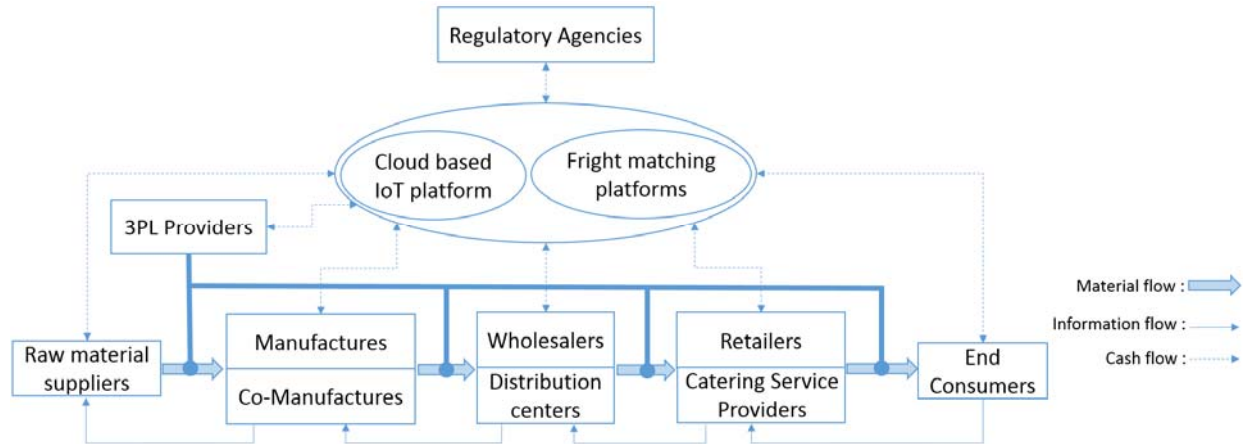 Regulatory Agencies
Cloud based
IoT platform
Fright matching
platforms
3PL Providers
Material flow :
Information flow :
Cash flow :
Raw material
suppliers
Manufactures
Co-Manufactures
Wholesalers
Distribution
centers
Retailers
Catering Service
Providers
End
Consumers